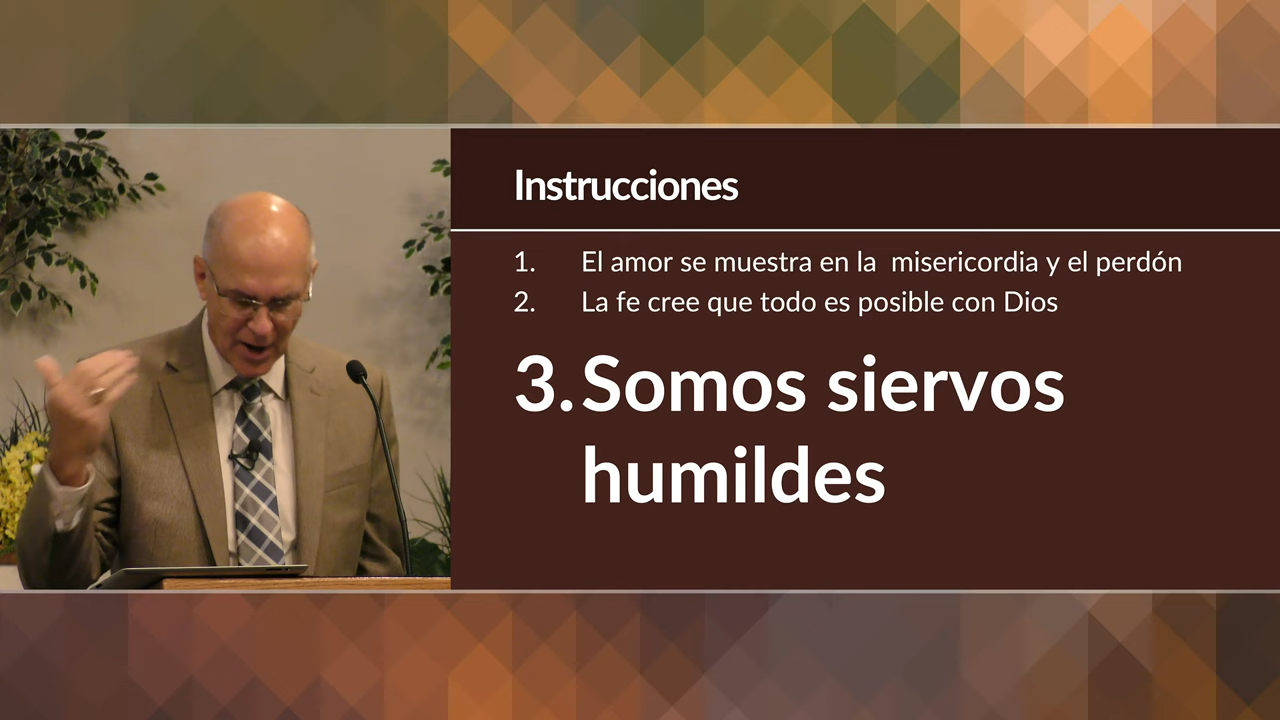 Instrucciones
1. El amor se muestra en la  misericordia y el perdón
2. La fe cree que todo es posible con Dios
3. Somos siervos
humildes